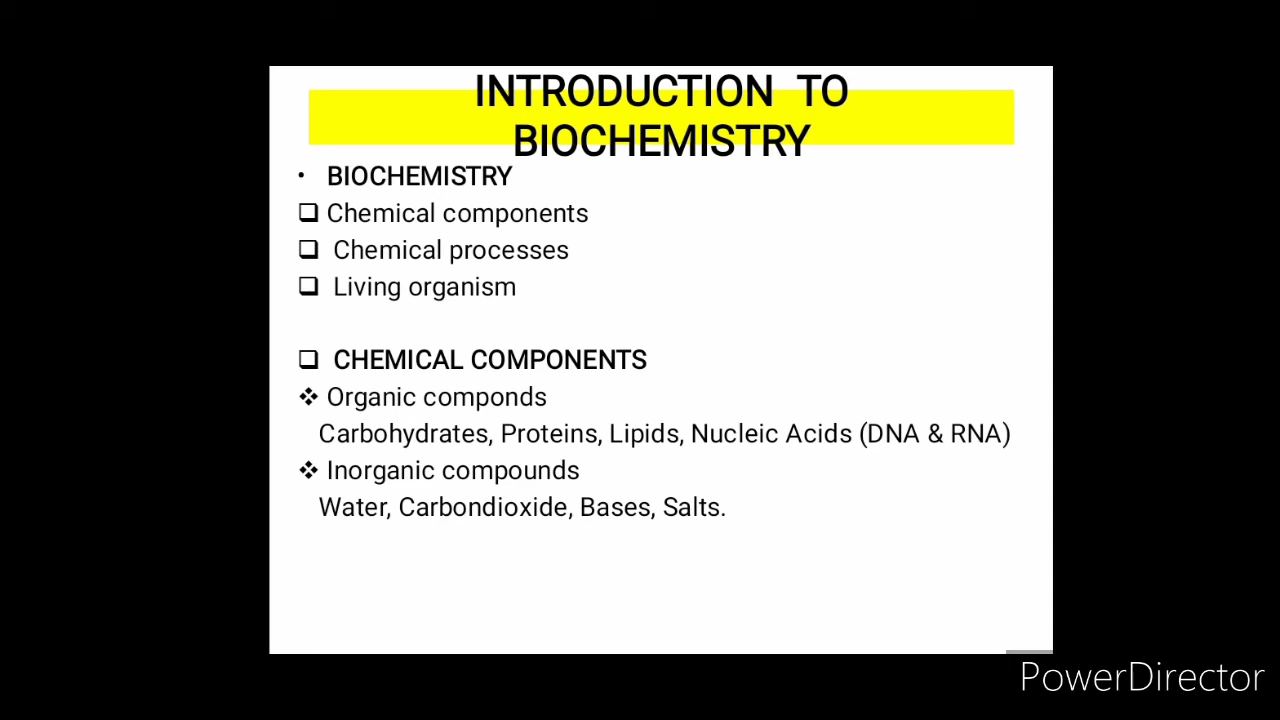 INTRODUCTION TO
BIOCHEMISTRY
• BIOCHEMISTRY
❑ Chemical components
❑ Chemical processes
❑ Living organism
❑ CHEMICAL COMPONENTS
❖ Organic componds
Carbohydrates, Proteins, Lipids, Nucleic Acids (DNA & RNA)
❖ Inorganic compounds
Water, Carbondioxide, Bases, Salts.
PowerDirector